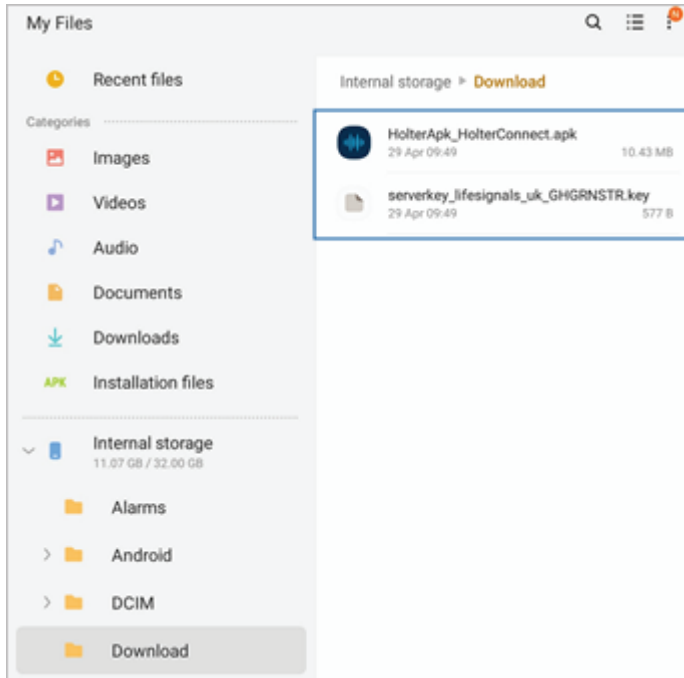 My Files
N
Recent files
Categories
Images
Videos
Audio
Documents
Downloads
APK Installation files
Internal storage
11.07 GB / 32.00 GB
Alarms
Android
DCIM
Download
Internal storage Download
HolterApk_HolterConnect.apk
29 Apr 09:49 10.43 MB
serverkey_lifesignals_uk_GHGRNSTR.key
29 Apr 09:49 577 B